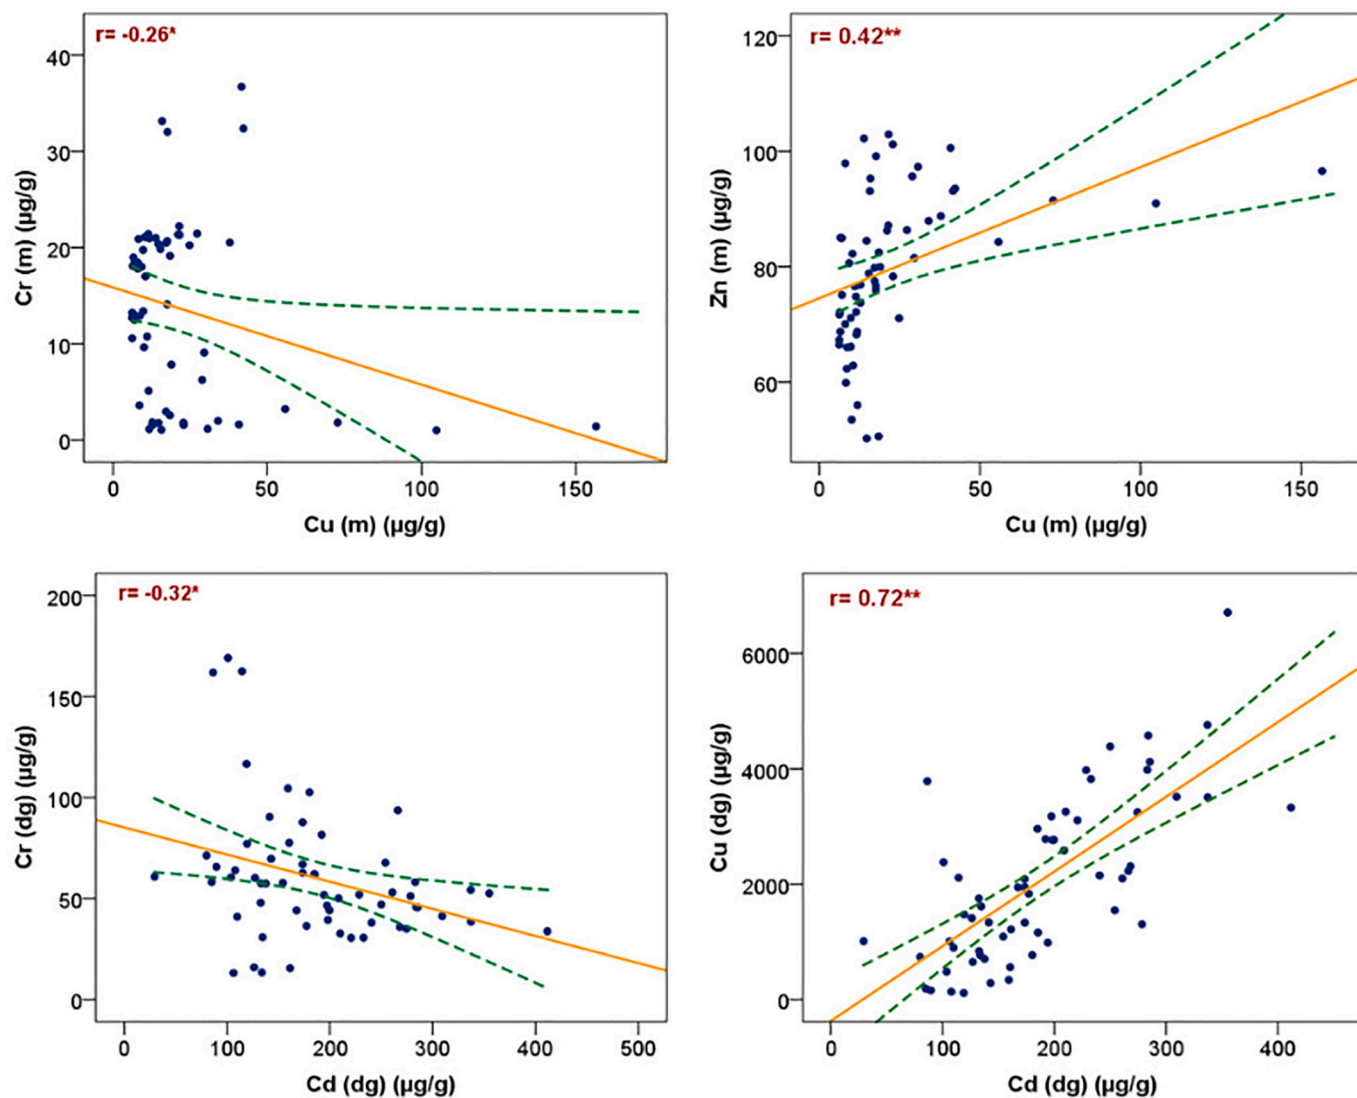 r= -0.26*
40
30
20
10
0
Cr (m) (µg/g)
0 50 100 150
Cu (m) (µg/g)
r= 0.42**
120
100
80
60
Zn (m) (µg/g)
0 50 100 150
Cu (m) (µg/g)
r= -0.32*
200
150
100
50
0
Cr (dg) (µg/g)
0 100 200 300 400 500
Cd (dg) (µg/g)
r= 0.72**
6000
4000
2000
0
Cu (dg) (µg/g)
0 100 200 300 400
Cd (dg) (µg/g)